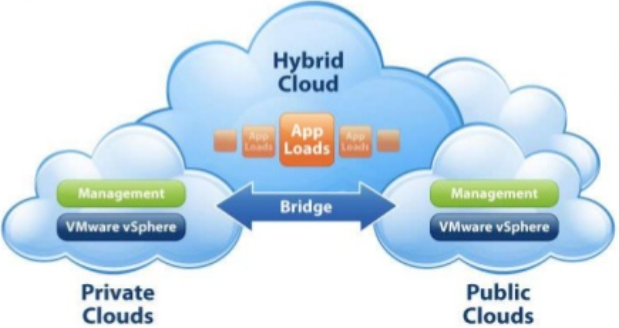 Hybrid
Cloud
App
Loads
App
Loads
App
Loads
Management
VMware vSphere
Bridge
Management
VMware vSphere
Private
Clouds
Public
Clouds